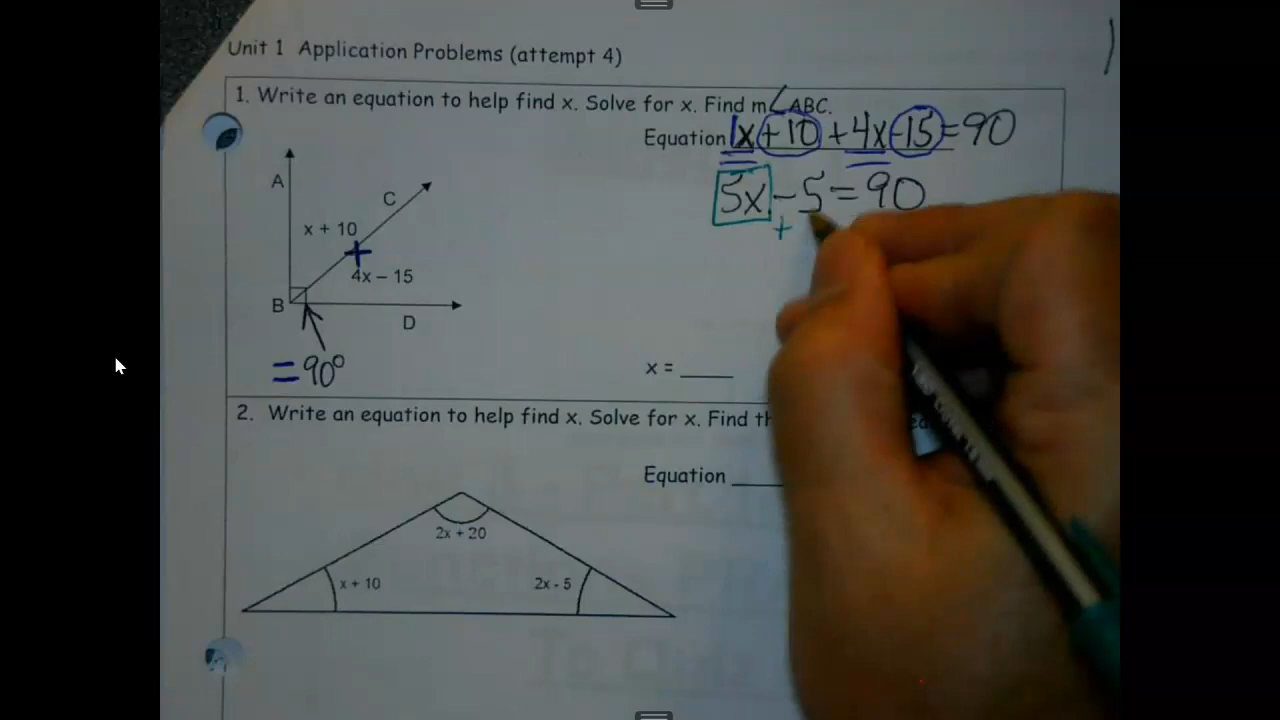 Unit 1 Application Problems (attempt 4)
1. Write an equation to help find x. Solve for x. Find m∠ABC.
Equation 1x+10+4x-15=90
5x-5=90
+
A
C
x + 10
+
4x – 15
B
D
=90°
x = ____
2. Write an equation to help find x. Solve for x. Find
Equation ____
2x + 20
x + 10
2x - 5